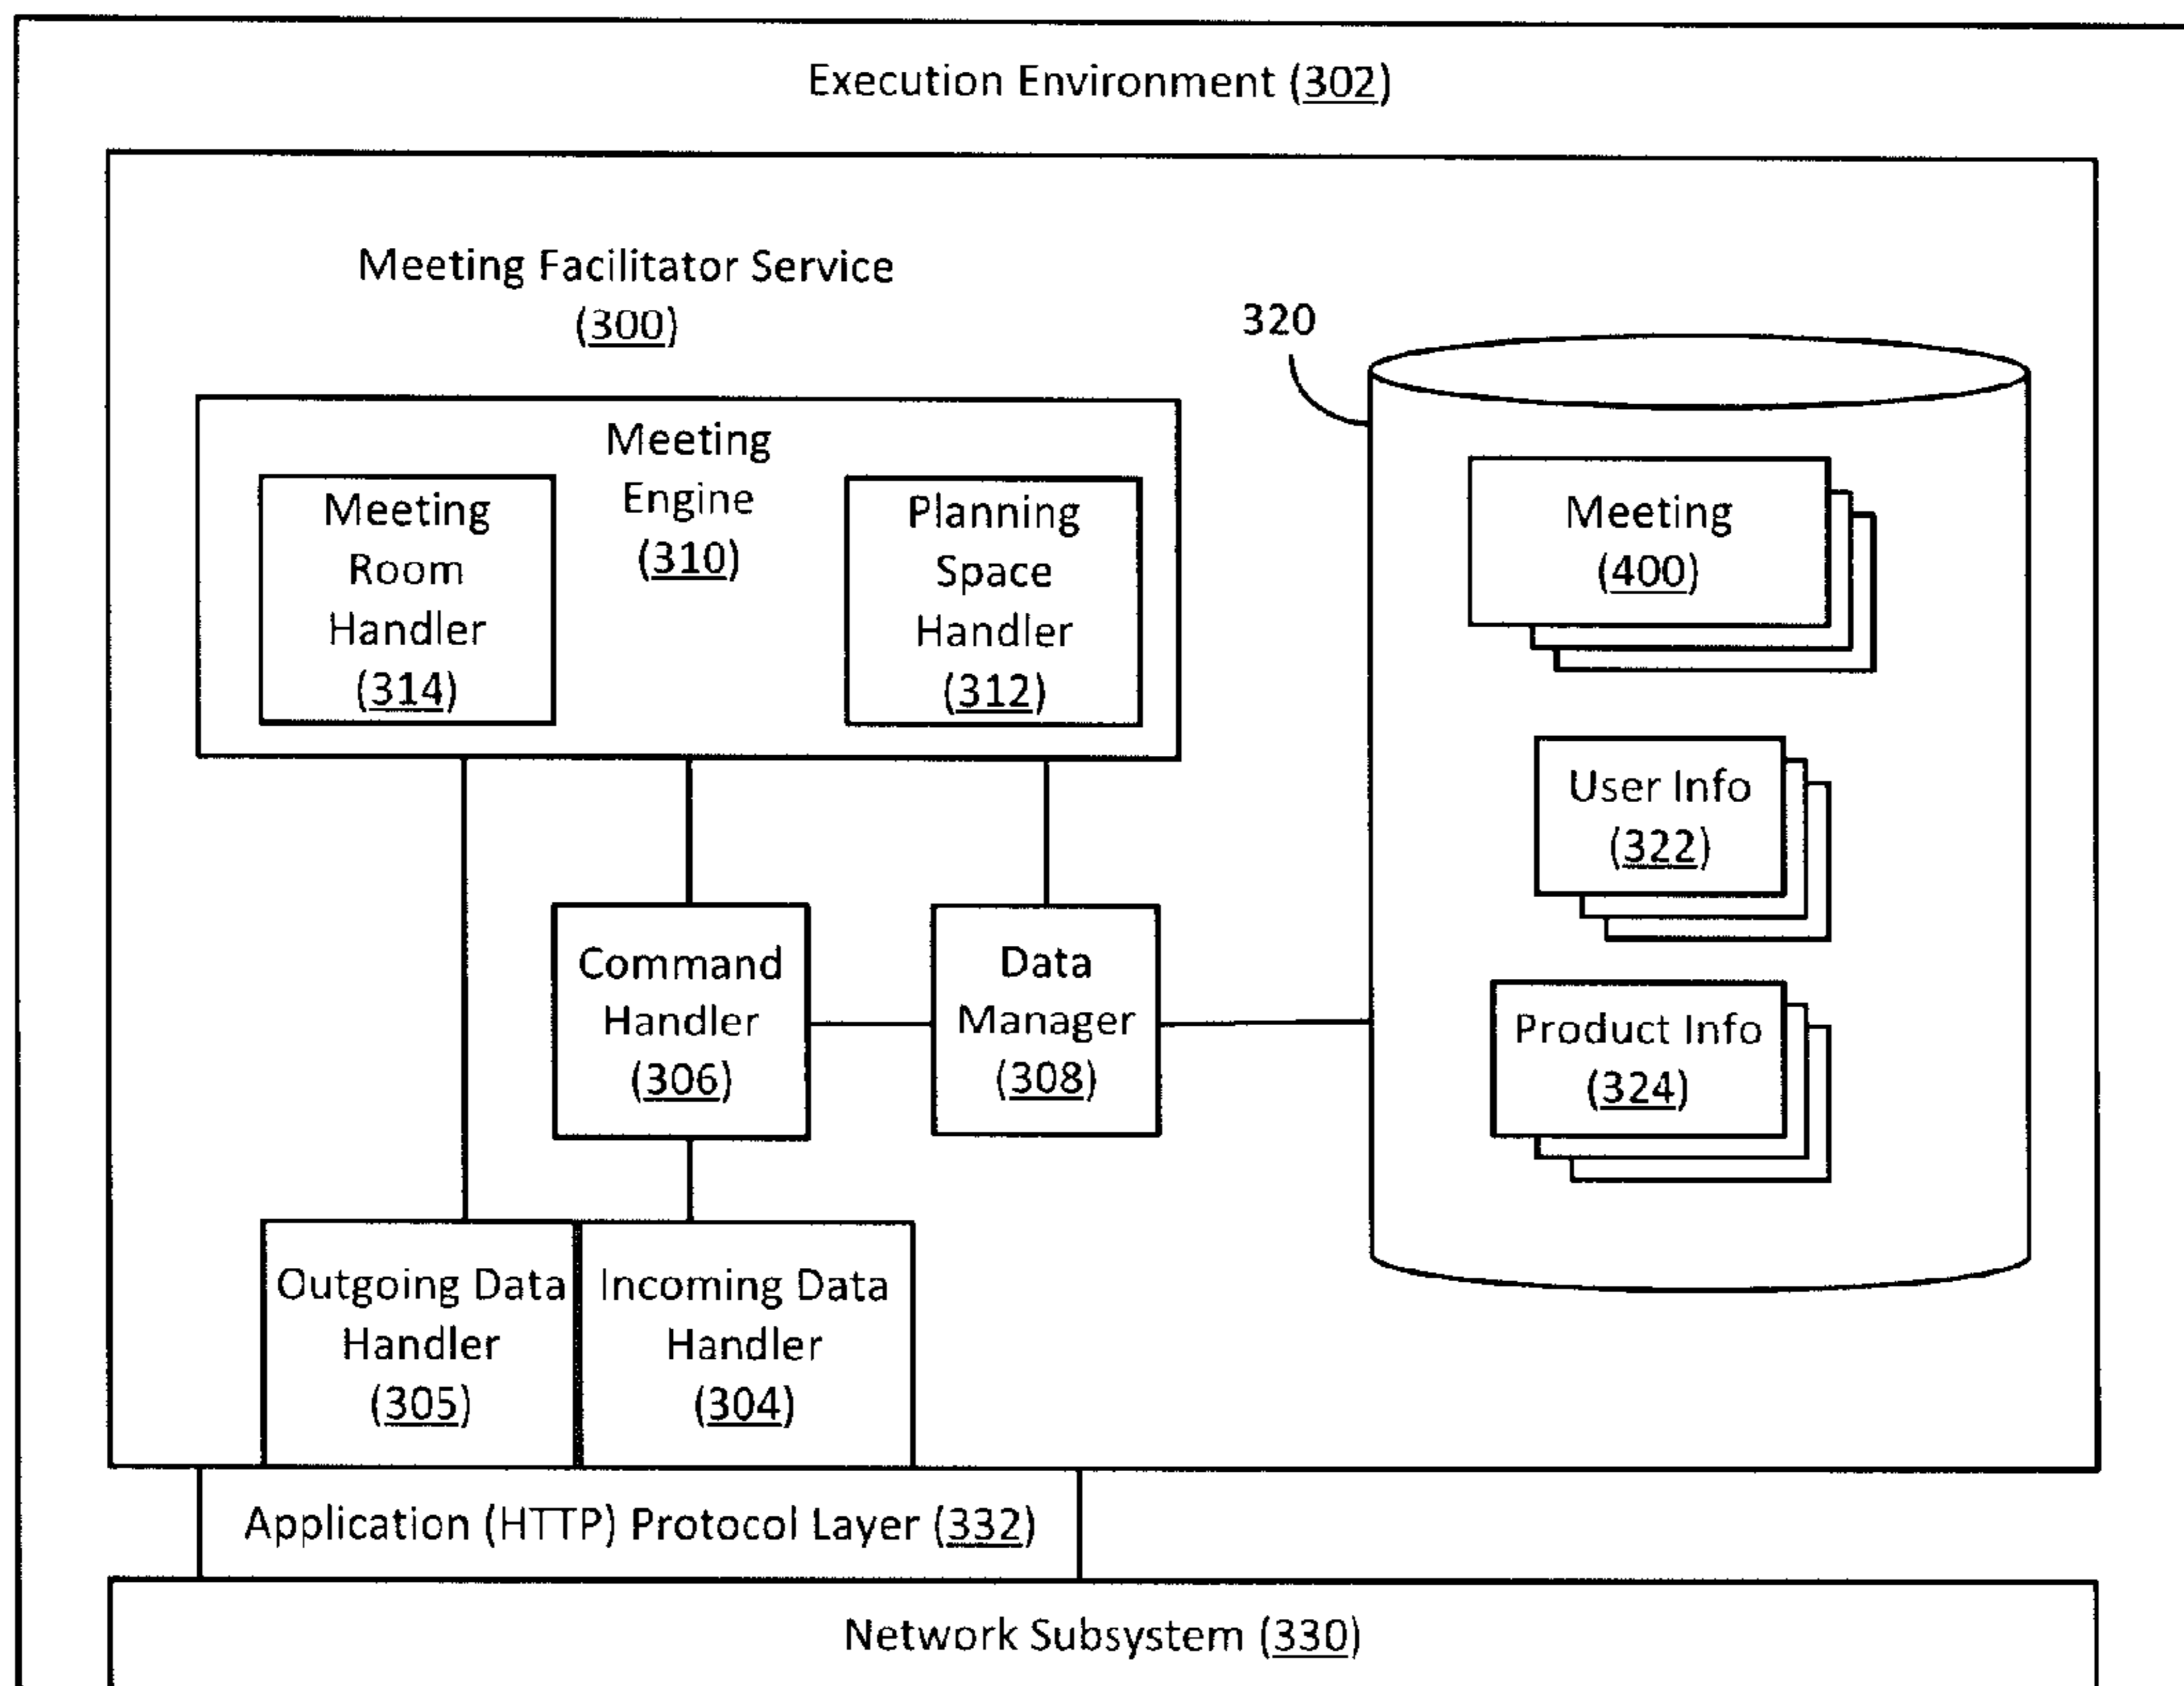 Execution Environment (302)
Meeting Facilitator Service
(300)
320
Meeting
Engine
(310)
Meeting
Room
Handler
(314)
Planning
Space
Handler
(312)
Meeting
(400)
User Info
(322)
Product Info
(324)
Command
Handler
(306)
Data
Manager
(308)
Outgoing Data
Handler
(305)
Incoming Data
Handler
(304)
Application (HTTP) Protocol Layer (332)
Network Subsystem (330)